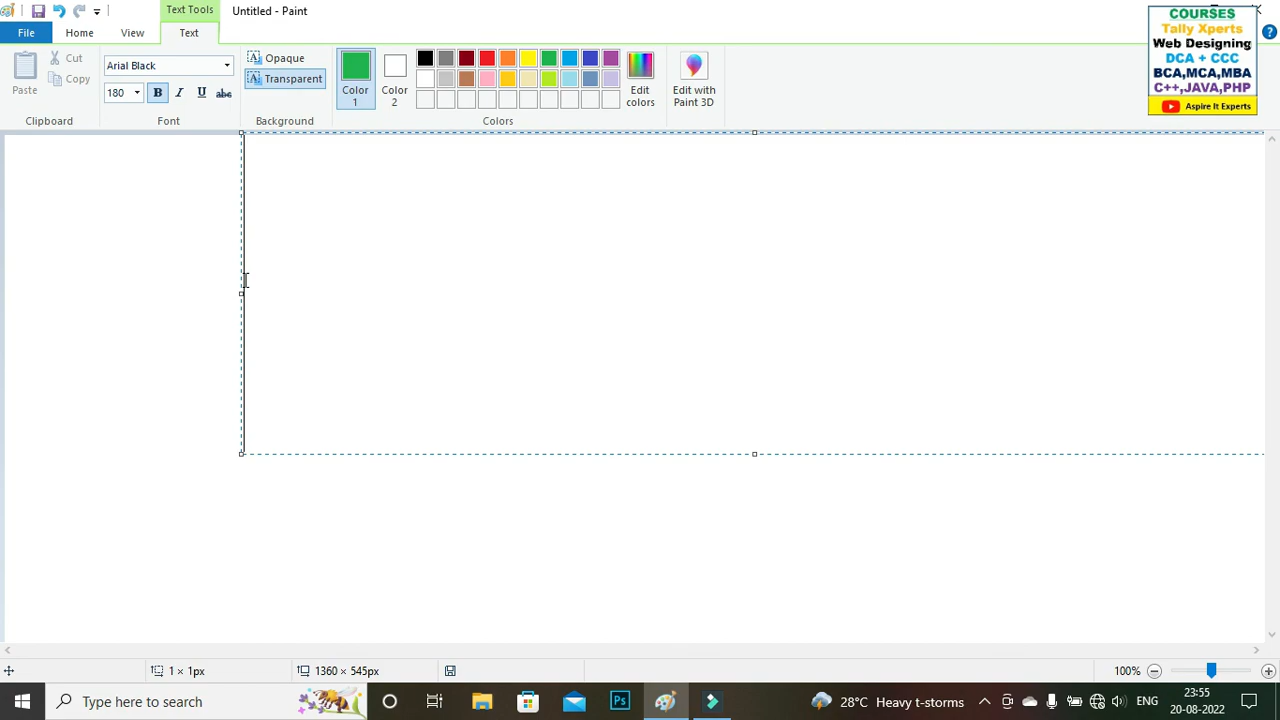 Text Tools
Untitled - Paint
File
Home
View
Text
Paste
Cut
Copy
Clipboard
Arial Black
180
B
I
U
abc
Font
Opaque
Transparent
Background
Color
1
Color
2
Colors
Edit
colors
Edit with
Paint 3D
COURSES
Tally Xperts
Web Designing
DCA + CCC
BCA,MCA,MBA
C++,JAVA,PHP
Aspire It Experts
1 × 1px
1360 × 545px
100%
Type here to search
Ps
28°C Heavy t-storms
ENG
23:55
20-08-2022